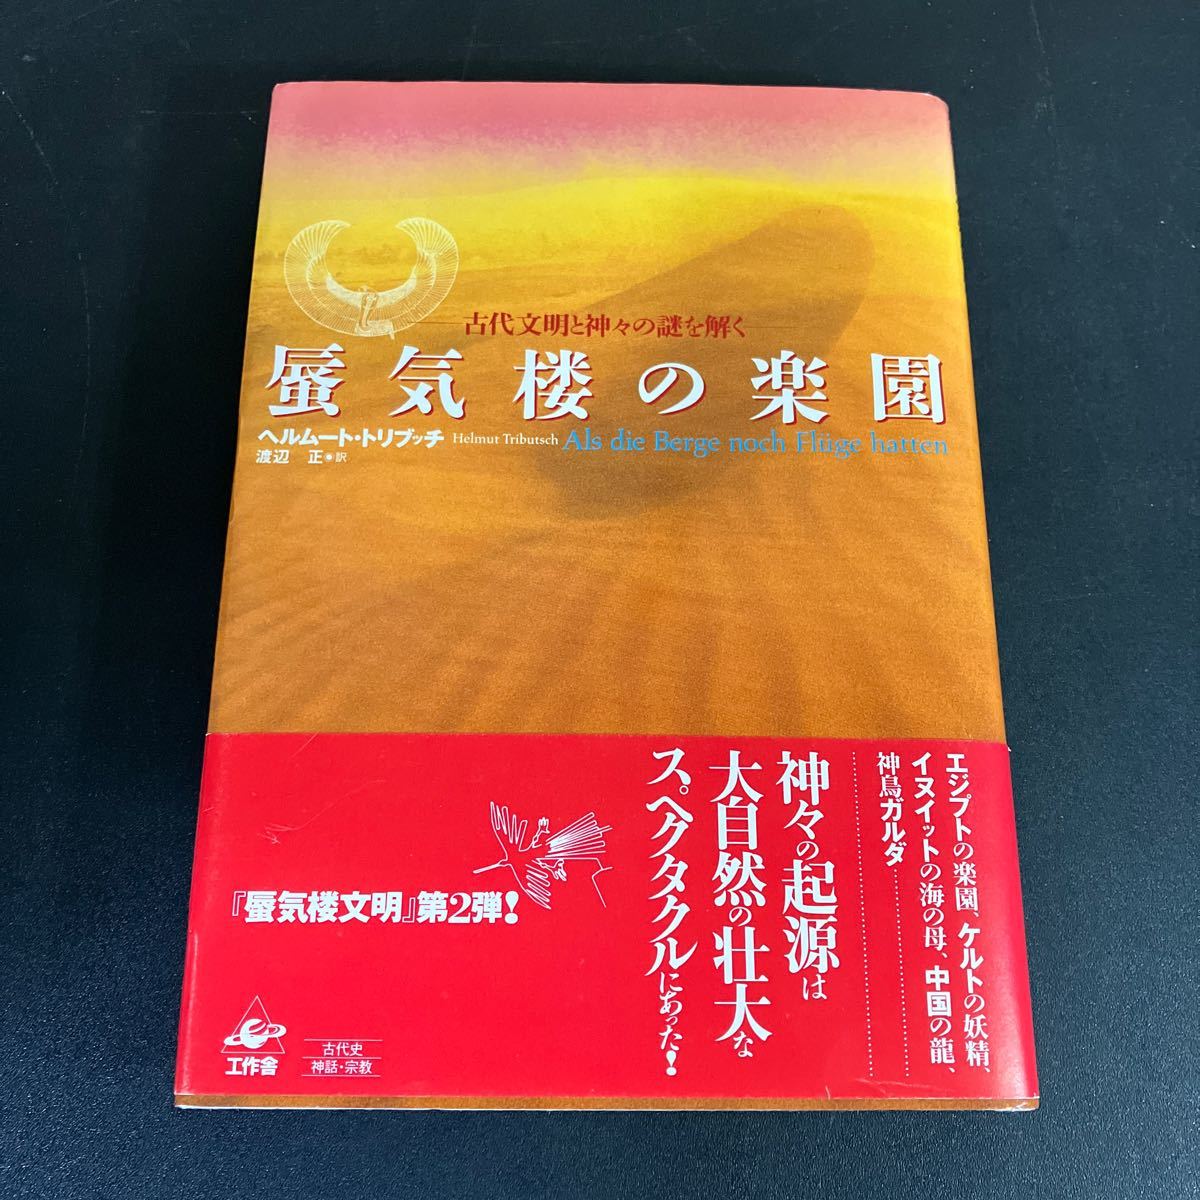 古代文明と神々の謎を解く
蜃気楼の楽園
ヘルムート・トリブッチ Helmut Tributsch Als die Berge noch Flüge hatten
渡辺 正◉訳
エジプトの楽園、ケルトの妖精、
イヌイットの海の母、中国の龍、
神鳥ガルダ
神々の起源は
大自然の壮大な
スペクタクルにあった!
『蜃気楼文明』第2弾!
工作舎
古代史
神話・宗教